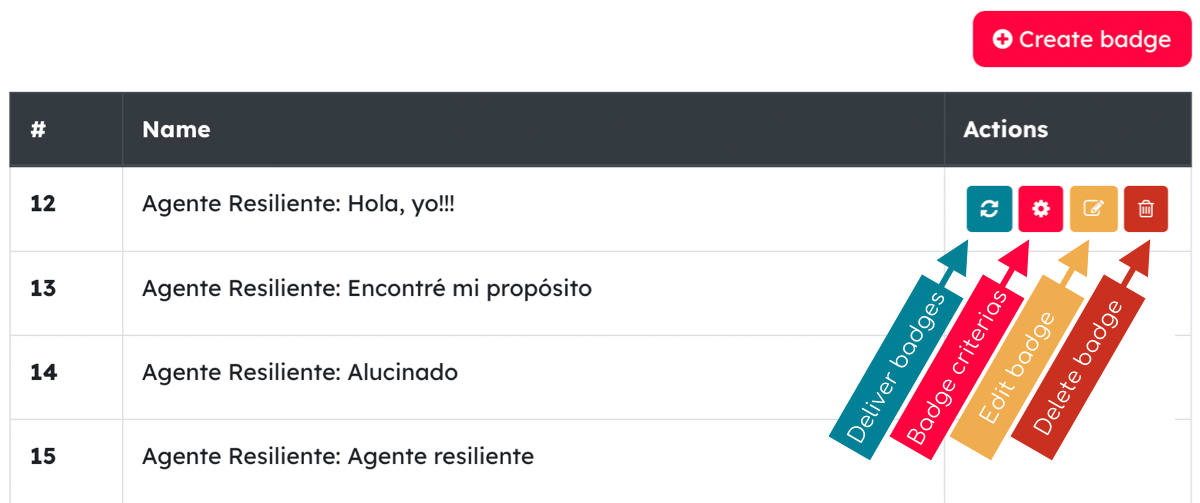 Create badge
# Name Actions
12 Agente Resiliente: Hola, yo!!!
13 Agente Resiliente: Encontré mi propósito
14 Agente Resiliente: Alucinado
15 Agente Resiliente: Agente resiliente
Deliver badges
Badge criterias
Edit badge
Delete badge